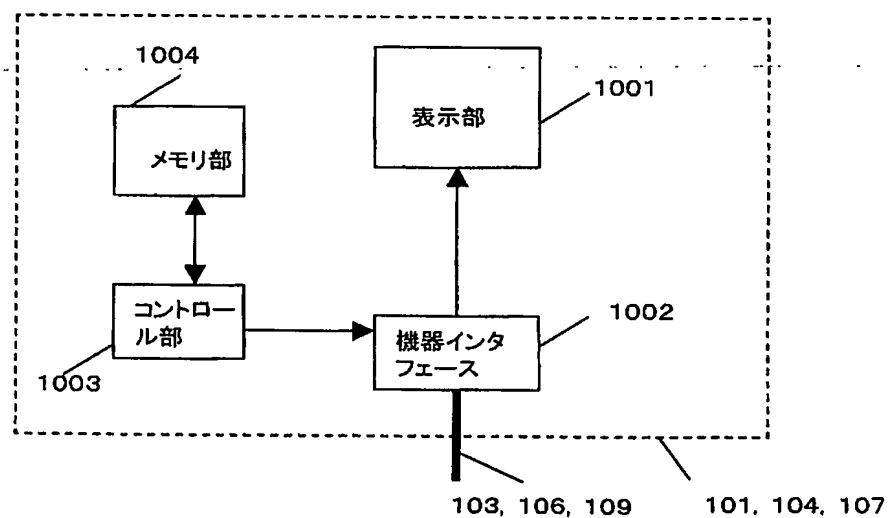 1004
1001
表示部
メモリ部
コントロー
ル部
1002
機器インタ
フェース
1003
103, 106, 109
101, 104, 107